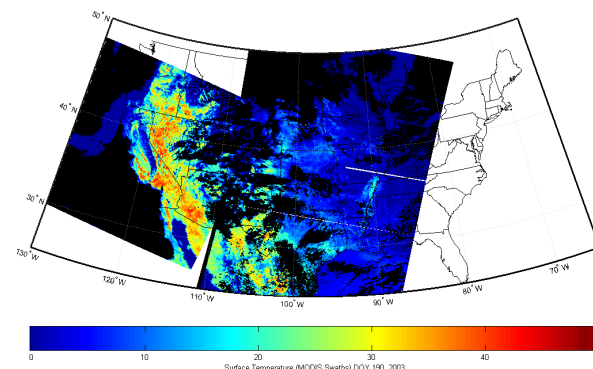 50° N
40° N
30° N
130° W
120° W
110° W
100° W
90° W
80° W
70° W
0 10 20 30 40
Surface Temperature (MODIS Swaths) DOY 190, 2003